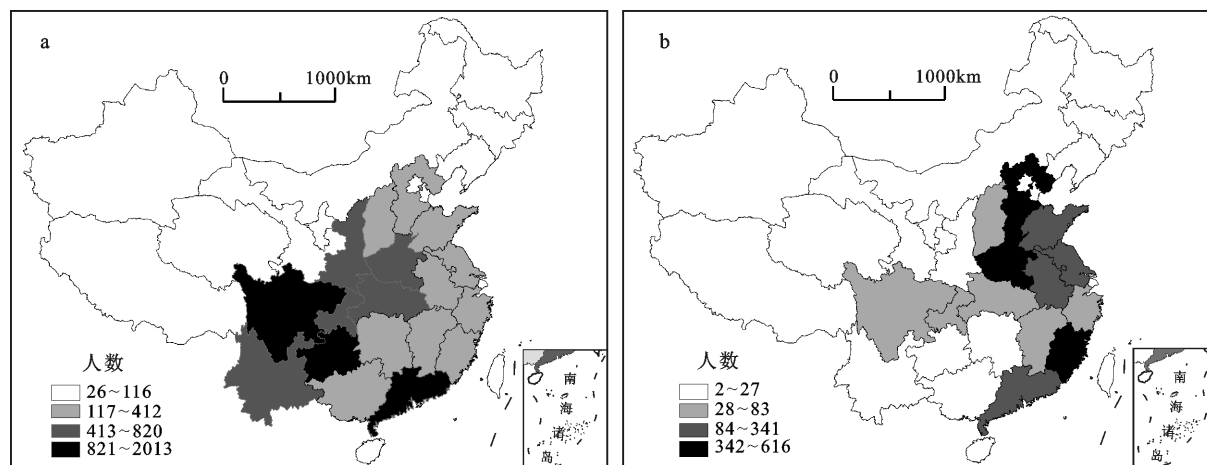 a
0 1000km
人数
26~116
117~412
413~820
821~2013
南
海
诸
岛
b
0 1000km
人数
2~27
28~83
84~341
342~616
南
海
诸
岛